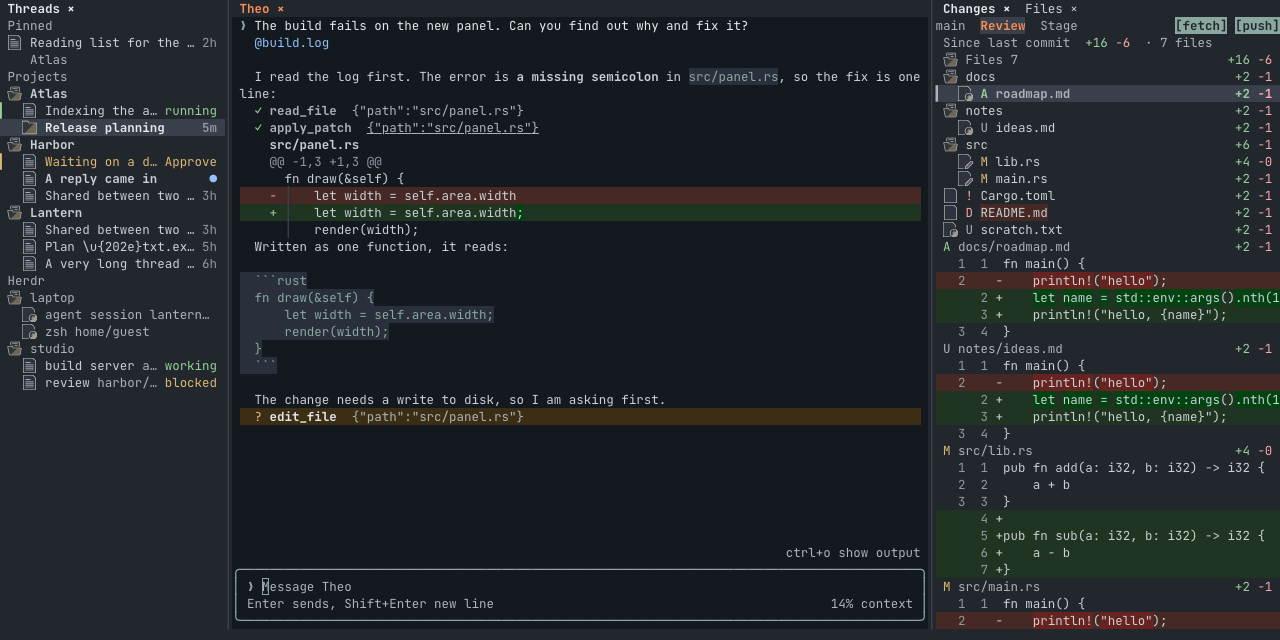 Threads ×
Pinned
Reading list for the … 2h
Atlas
Projects
Atlas
Indexing the a… running
Release planning 5m
Harbor
Waiting on a d… Approve
A reply came in
Shared between two … 3h
Lantern
Shared between two … 3h
Plan \u{202e}txt.ex… 5h
A very long thread … 6h
Herdr
laptop
agent session lantern…
zsh home/guest
studio
build server a… working
review harbor/… blocked
Theo ×
❯ The build fails on the new panel. Can you find out why and fix it?
@build.log
I read the log first. The error is a missing semicolon in src/panel.rs, so the fix is one
line:
✓ read_file {"path":"src/panel.rs"}
✓ apply_patch {"path":"src/panel.rs"}
src/panel.rs
@@ -1,3 +1,3 @@
fn draw(&self) {
- let width = self.area.width
+ let width = self.area.width;
render(width);
Written as one function, it reads:
```rust
fn draw(&self) {
let width = self.area.width;
render(width);
}
```
The change needs a write to disk, so I am asking first.
? edit_file {"path":"src/panel.rs"}
ctrl+o show output
❯ Message Theo
Enter sends, Shift+Enter new line 14% context
Changes × Files ×
main Review Stage [fetch] [push]
Since last commit +16 -6 · 7 files
Files 7 +16 -6
docs +2 -1
A roadmap.md +2 -1
notes +2 -1
U ideas.md +2 -1
src +6 -1
M lib.rs +4 -0
M main.rs +2 -1
! Cargo.toml +2 -1
D README.md +2 -1
U scratch.txt +2 -1
A docs/roadmap.md +2 -1
1 1 fn main() {
2 - println!("hello");
2 + let name = std::env::args().nth(1
3 + println!("hello, {name}");
3 4 }
U notes/ideas.md +2 -1
1 1 fn main() {
2 - println!("hello");
2 + let name = std::env::args().nth(1
3 + println!("hello, {name}");
3 4 }
M src/lib.rs +4 -0
1 1 pub fn add(a: i32, b: i32) -> i32 {
2 2 a + b
3 3 }
4 +
5 +pub fn sub(a: i32, b: i32) -> i32 {
6 + a - b
7 +}
M src/main.rs +2 -1
1 1 fn main() {
2 - println!("hello");